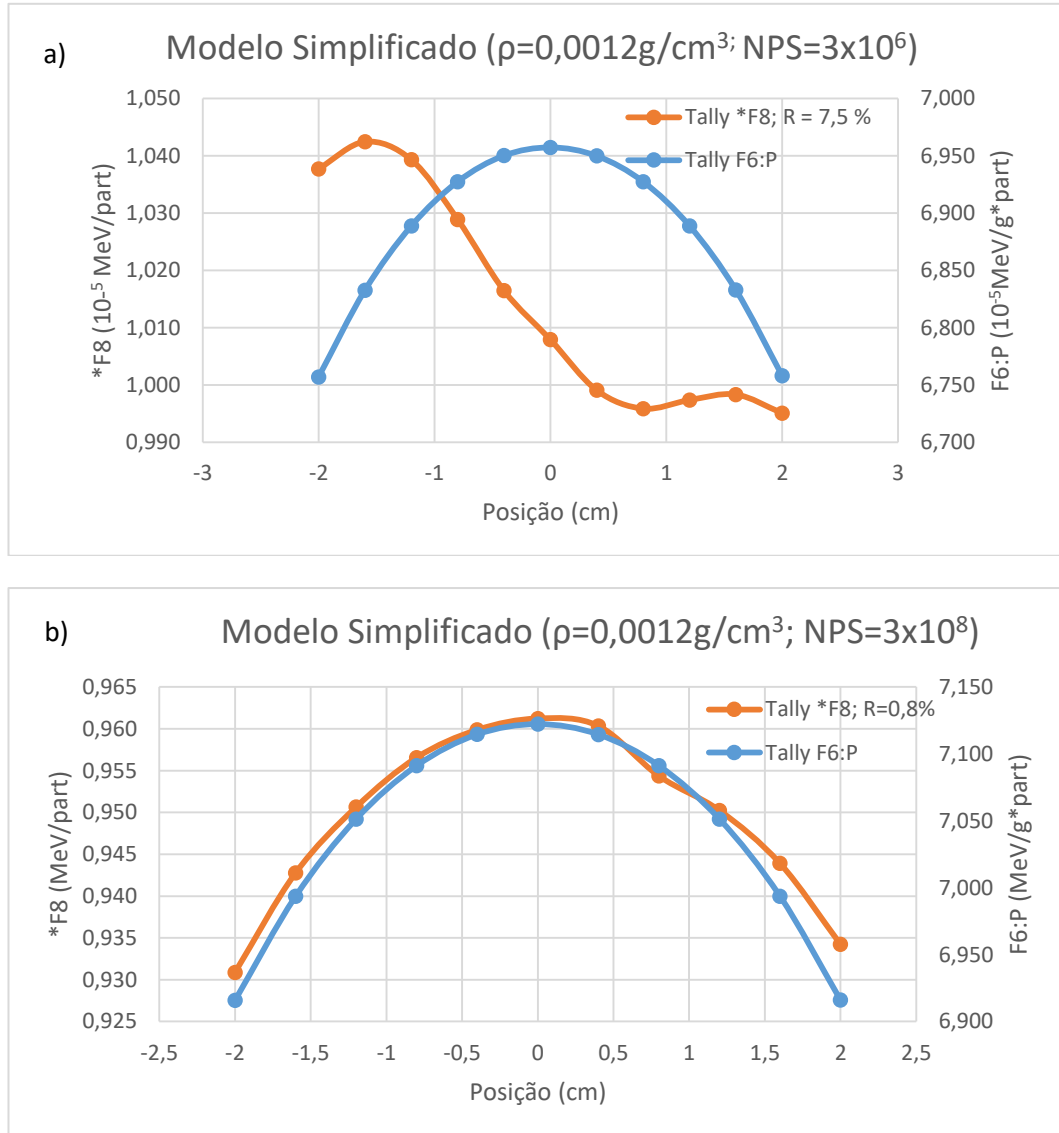 a)
Modelo Simplificado (ρ=0,0012g/cm³; NPS=3x10⁶)
1,050
1,040
1,030
1,020
1,010
1,000
0,990
*F8 (10⁻⁵ MeV/part)
Tally *F8; R = 7,5 %
Tally F6:P
7,000
6,950
6,900
6,850
6,800
6,750
6,700
F6:P (10⁻⁵MeV/g*part)
-3 -2 -1 0 1 2 3
Posição (cm)
b)
Modelo Simplificado (ρ=0,0012g/cm³; NPS=3x10⁸)
0,965
0,960
0,955
0,950
0,945
0,940
0,935
0,930
0,925
*F8 (MeV/part)
Tally *F8; R=0,8%
Tally F6:P
7,150
7,100
7,050
7,000
6,950
6,900
F6:P (MeV/g*part)
-2,5 -2 -1,5 -1 -0,5 0 0,5 1 1,5 2 2,5
Posição (cm)